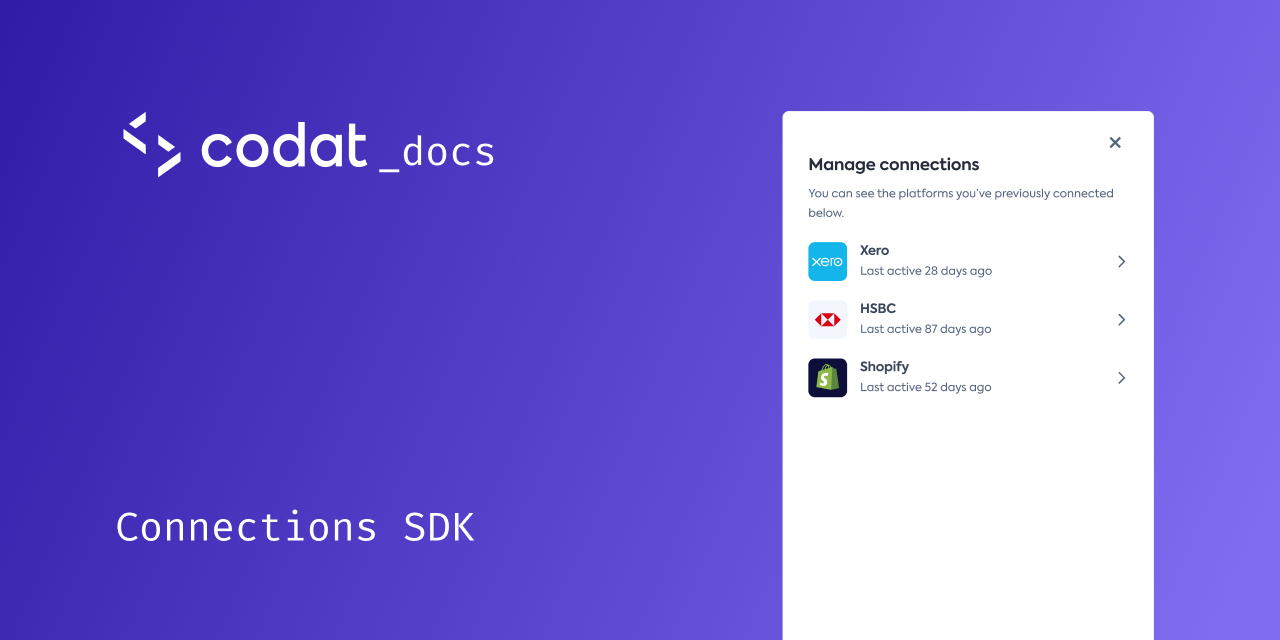 codat _docs
Connections SDK
Manage connections
You can see the platforms you've previously connected
below.
xero
Xero
Last active 28 days ago
HSBC
Last active 87 days ago
S
Shopify
Last active 52 days ago